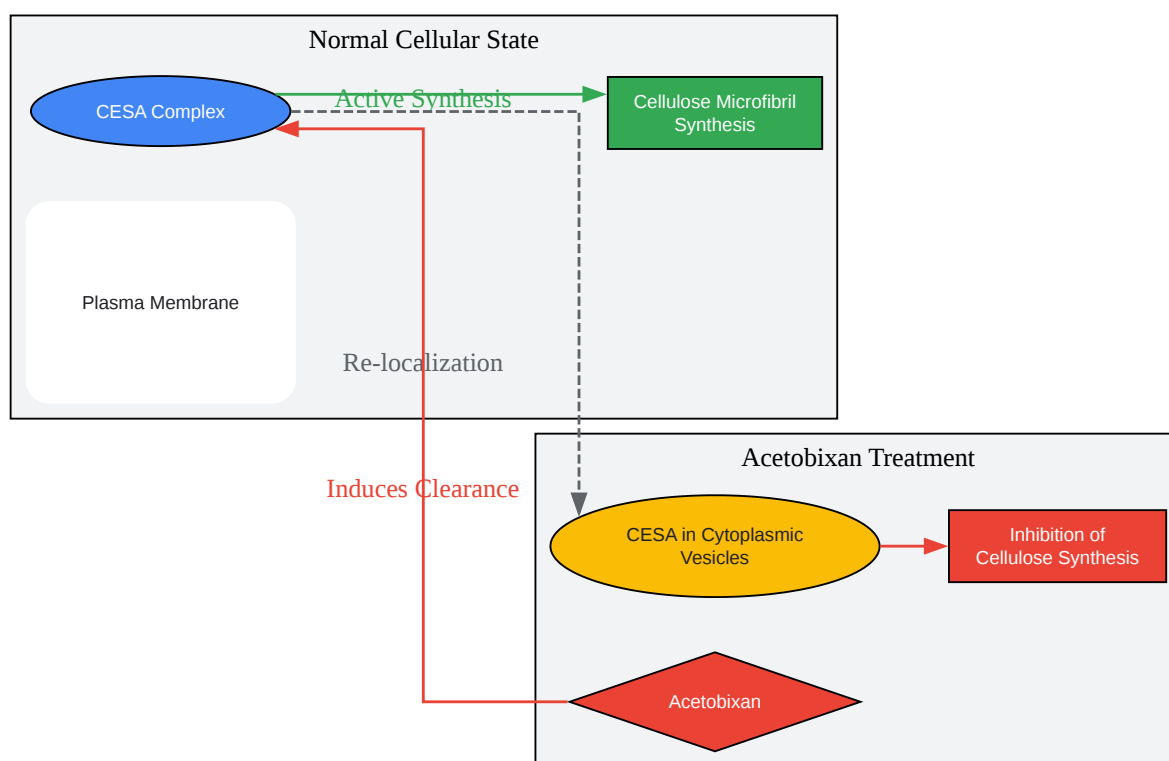 Normal Cellular State
CESA Complex
Active Synthesis
Cellulose Microfibril
Synthesis
Plasma Membrane
Re-localization
Acetobixan Treatment
Induces Clearance
CESA in Cytoplasmic
Vesicles
Inhibition of
Cellulose Synthesis
Acetobixan